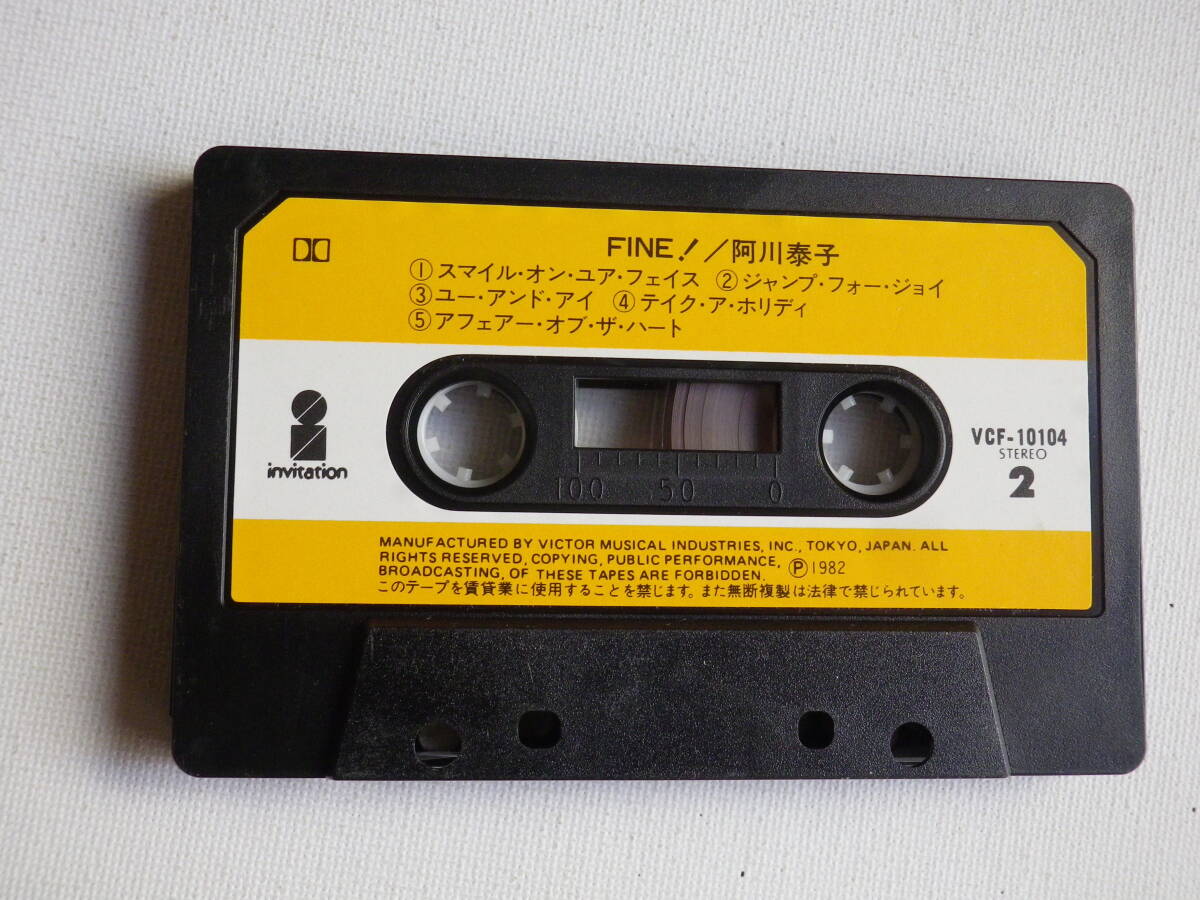 FINE!/阿川泰子
①スマイル・オン・ユア・フェイス ②ジャンプ・フォー・ジョイ
③ユー・アンド・アイ ④テイク・ア・ホリディ
⑤アフェアー・オブ・ザ・ハート
invitation
100 50 0
VCF-10104
STEREO
2
MANUFACTURED BY VICTOR MUSICAL INDUSTRIES, INC., TOKYO, JAPAN. ALL
RIGHTS RESERVED, COPYING, PUBLIC PERFORMANCE,
BROADCASTING, OF THESE TAPES ARE FORBIDDEN. Ⓟ1982
このテープを賃貸業に使用することを禁じます。また無断複製は法律で禁じられています。